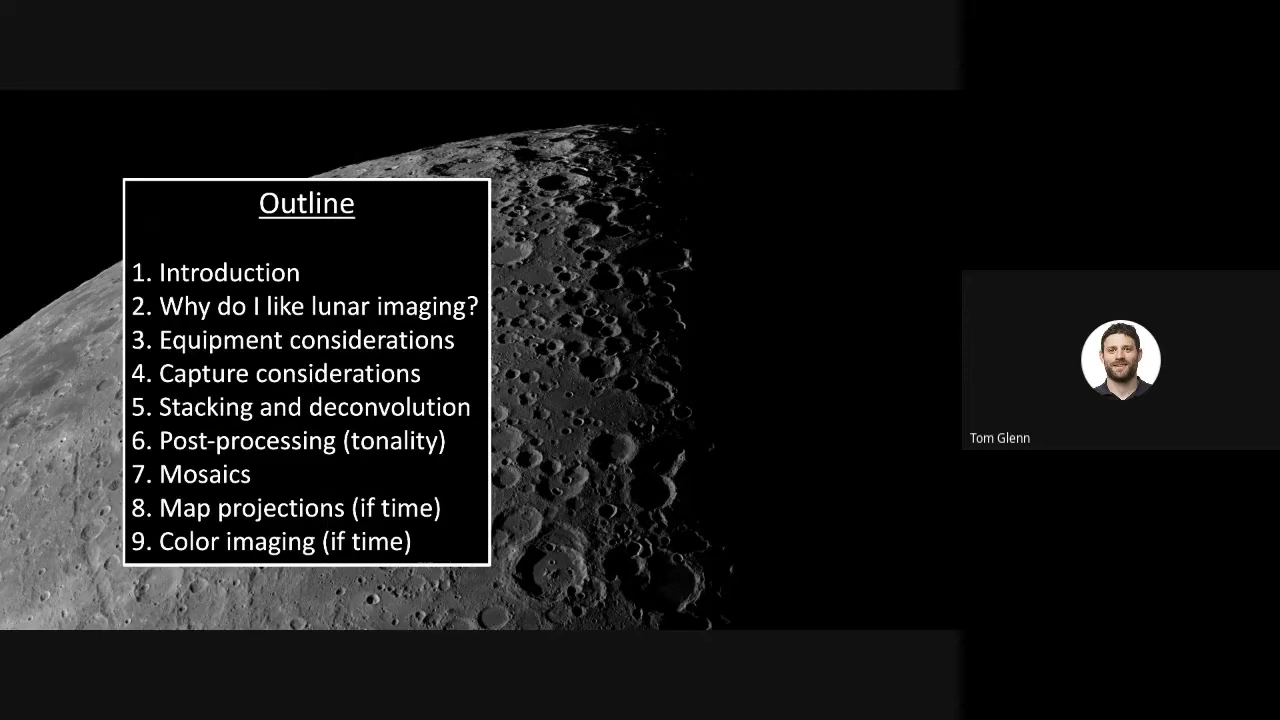 Outline
1. Introduction
2. Why do I like lunar imaging?
3. Equipment considerations
4. Capture considerations
5. Stacking and deconvolution
6. Post-processing (tonality)
7. Mosaics
8. Map projections (if time)
9. Color imaging (if time)
Tom Glenn